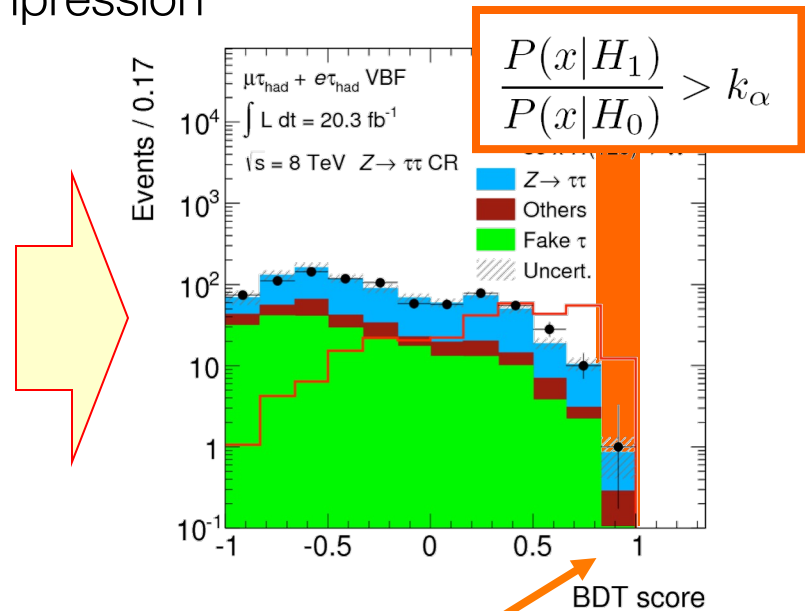 P(x|H₁)
P(x|H₀)
> kα
Events / 0.17
μτhad + eτhad VBF
∫ L dt = 20.3 fb⁻¹
√s = 8 TeV Z→ ττ CR
Z→ ττ
Others
Fake τ
Uncert.
10⁴
10³
10²
10
1
10⁻¹
-1 -0.5 0 0.5 1
BDT score